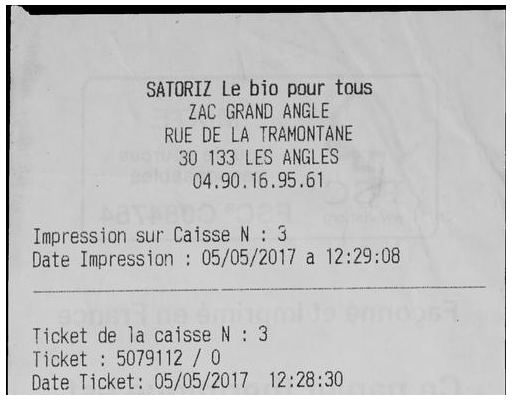 SATORIZ Le bio pour tous
ZAC GRAND ANGLE
RUE DE LA TRAMONTANE
30 133 LES ANGLES
04.90.16.95.61
Impression sur Caisse N : 3
Date Impression : 05/05/2017 a 12:29:08
Ticket de la caisse N : 3
Ticket : 5079112 / 0
Date Ticket: 05/05/2017 12:28:30